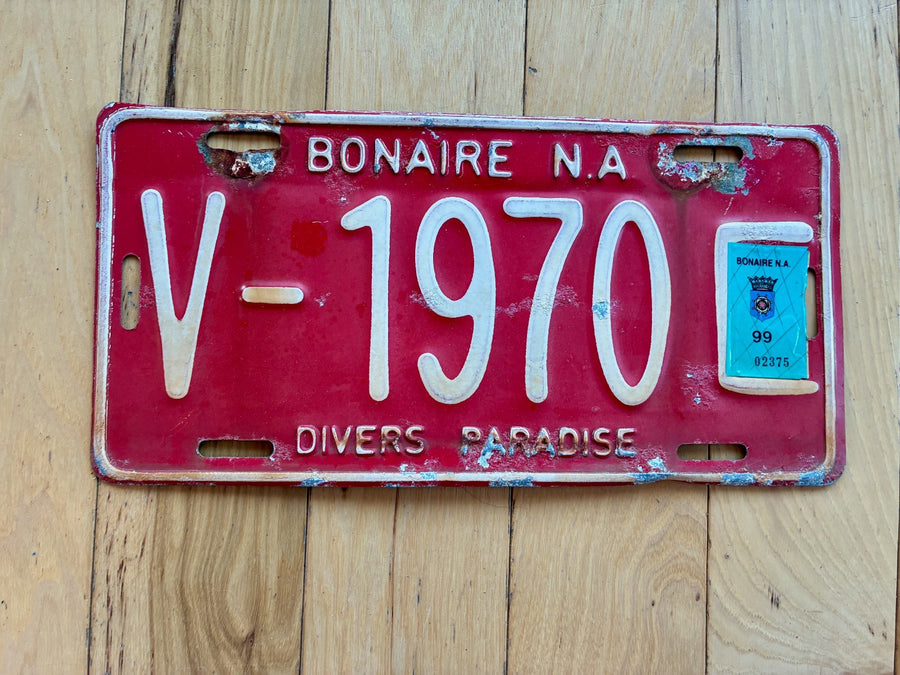 BONAIRE N.A
V-1970
BONAIRE N.A.
99
02375
DIVERS PARADISE